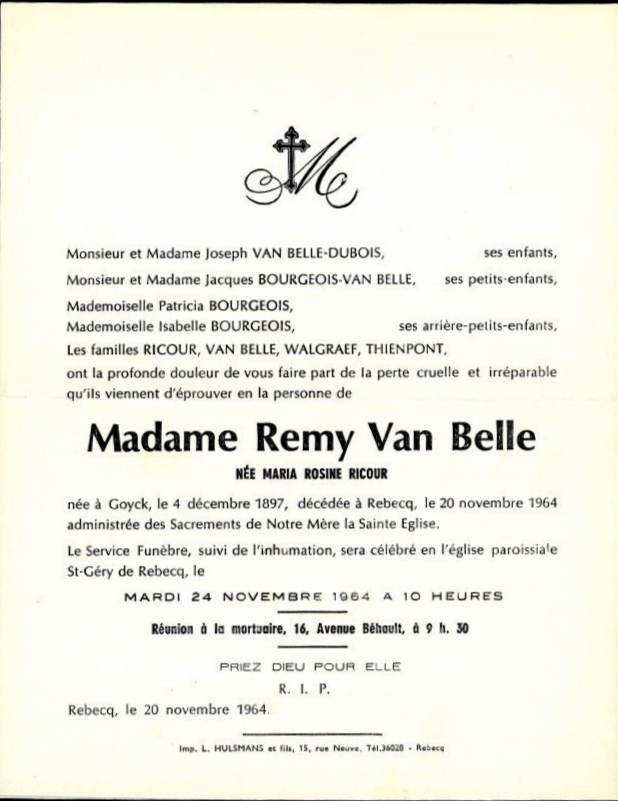 M
Monsieur et Madame Joseph VAN BELLE-DUBOIS, ses enfants,
Monsieur et Madame Jacques BOURGEOIS-VAN BELLE, ses petits-enfants,
Mademoiselle Patricia BOURGEOIS,
Mademoiselle Isabelle BOURGEOIS, ses arrière-petits-enfants,
Les familles RICOUR, VAN BELLE, WALGRAEF, THIENPONT,
ont la profonde douleur de vous faire part de la perte cruelle et irréparable
qu'ils viennent d'éprouver en la personne de
Madame Remy Van Belle
NÉE MARIA ROSINE RICOUR
née à Goyck, le 4 décembre 1897, décédée à Rebecq, le 20 novembre 1964
administrée des Sacrements de Notre Mère la Sainte Eglise.
Le Service Funèbre, suivi de l'inhumation, sera célébré en l'église paroissiale
St-Géry de Rebecq, le
MARDI 24 NOVEMBRE 1964 A 10 HEURES
Réunion à la mortuaire, 16, Avenue Béhault, à 9 h. 30
PRIEZ DIEU POUR ELLE
R. I. P.
Rebecq, le 20 novembre 1964.
Imp. L. HULSMANS et fils, 15, rue Neuve. Tél.36028 - Rebecq